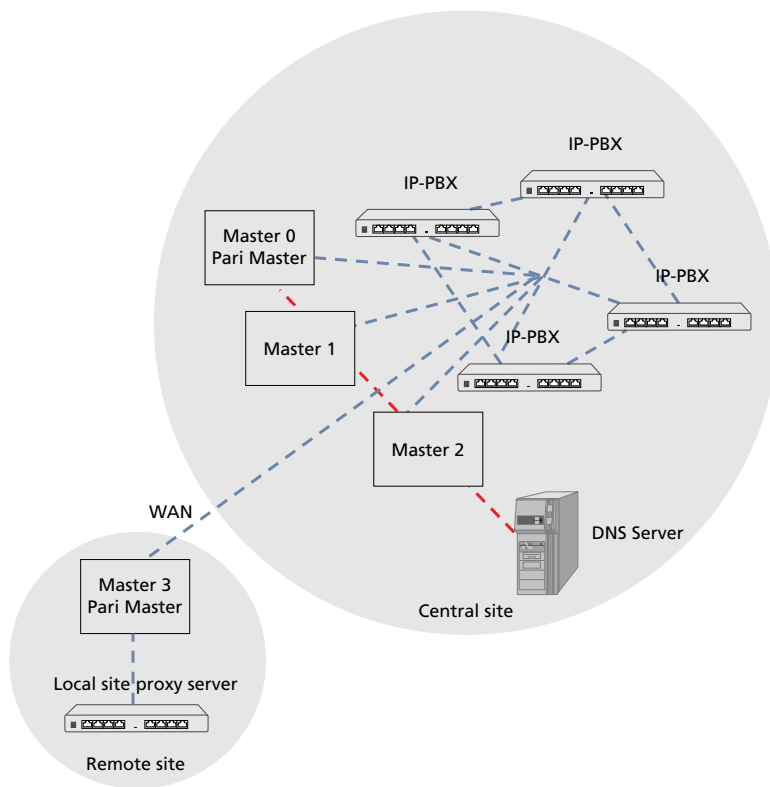 IP-PBX
IP-PBX
Master 0
Pari Master
IP-PBX
Master 1
IP-PBX
Master 2
WAN
DNS Server
Master 3
Pari Master
Central site
Local site proxy server
Remote site